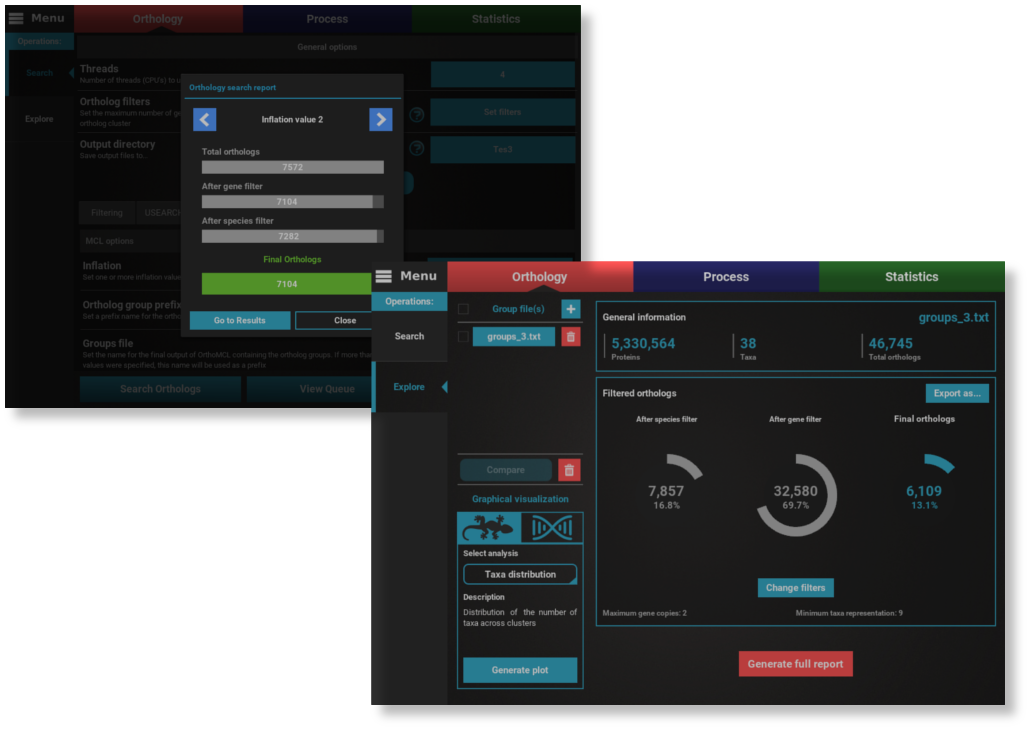 Menu
Orthology
Process
Statistics
Operations:
Search
Explore
General options
Threads
Number of threads (CPU's) to u
4
Ortholog filters
Set the maximum number of ge
ortholog cluster
?
Set filters
Output directory
Save output files to...
?
Tes3
Filtering
USEARCH
MCL options
Inflation
Set one or more inflation value
Ortholog group prefix
Set a prefix name for the ortho
Groups file
Set the name for the final output of OrthoMCL containing the ortholog groups. If more than
values were specified, this name will be used as a prefix
Search Orthologs
View Queue
Orthology search report
Inflation value 2
Total orthologs
7572
After gene filter
7104
After species filter
7282
Final Orthologs
7104
Go to Results
Close
Menu
Orthology
Process
Statistics
Operations:
Search
Explore
Group file(s)
+
groups_3.txt
Compare
Graphical visualization
Select analysis
Taxa distribution
Description
Distribution of the number of
taxa across clusters
Generate plot
General information
groups_3.txt
5,330,564
Proteins
38
Taxa
46,745
Total orthologs
Filtered orthologs
Export as...
After species filter
After gene filter
Final orthologs
7,857
16.8%
32,580
69.7%
6,109
13.1%
Change filters
Maximum gene copies: 2
Minimum taxa representation: 9
Generate full report